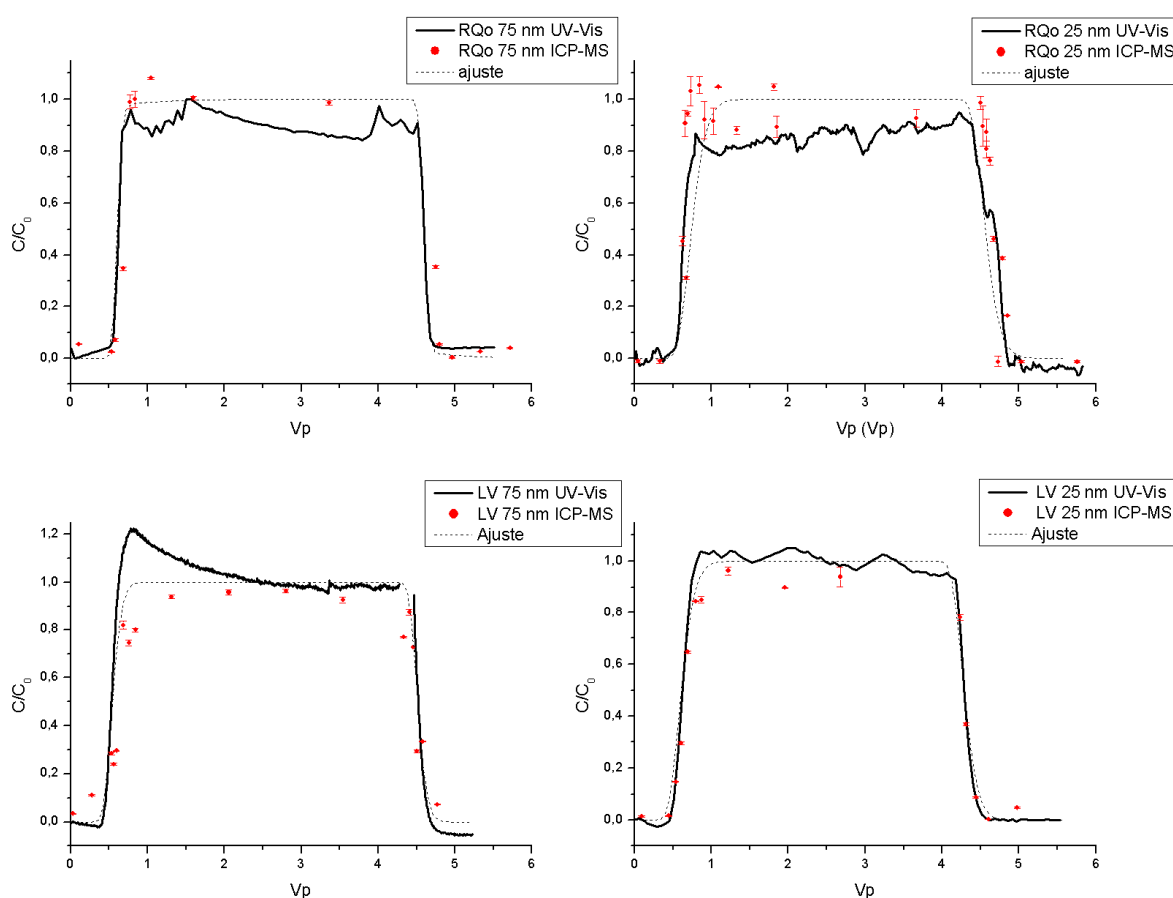 RQo 75 nm UV-Vis
RQo 75 nm ICP-MS
ajuste
C/C0
1,0
0,8
0,6
0,4
0,2
0,0
0 1 2 3 4 5 6
Vp
RQo 25 nm UV-Vis
RQo 25 nm ICP-MS
ajuste
C/C0
1,0
0,8
0,6
0,4
0,2
0,0
0 1 2 3 4 5 6
Vp (Vp)
LV 75 nm UV-Vis
LV 75 nm ICP-MS
Ajuste
C/C0
1,2
1,0
0,8
0,6
0,4
0,2
0,0
0 1 2 3 4 5 6
Vp
LV 25 nm UV-Vis
LV 25 nm ICP-MS
Ajuste
C/C0
1,0
0,8
0,6
0,4
0,2
0,0
0 1 2 3 4 5 6
Vp